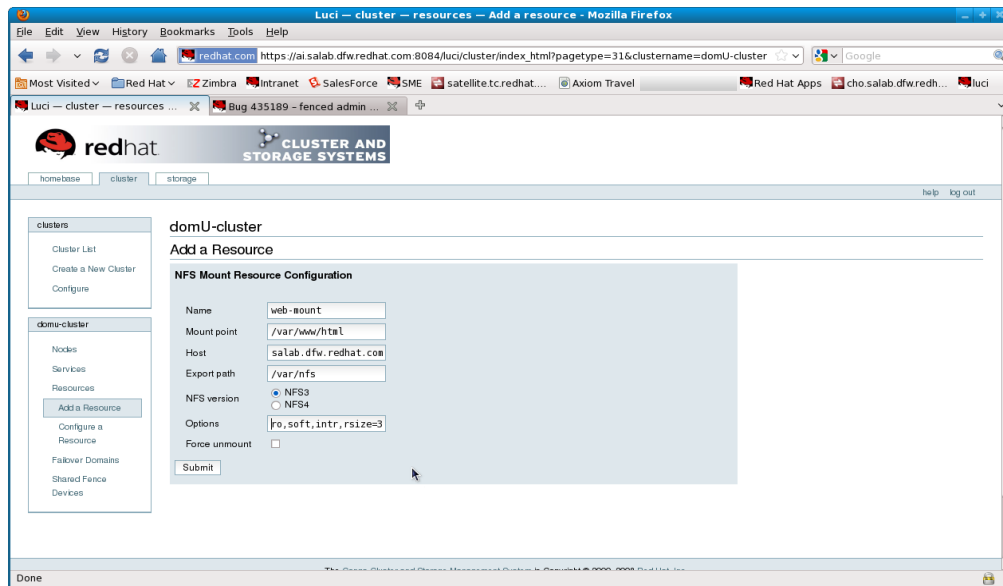 Luci — cluster — resources — Add a resource - Mozilla Firefox
File Edit View History Bookmarks Tools Help
redhat.com https://ai.salab.dfw.redhat.com:8084/luci/cluster/index_html?pagetype=31&clustername=domU-cluster Google
Most Visited Red Hat Zimbra Intranet SalesForce SME satellite.tc.redhat.... Axiom Travel Red Hat Apps cho.salab.dfw.redh... luci
Luci — cluster — resources ... Bug 435189 – fenced admin ...
redhat CLUSTER AND
STORAGE SYSTEMS
homebase cluster storage
help log out
clusters
Cluster List
Create a New Cluster
Configure
domu-cluster
Nodes
Services
Resources
Add a Resource
Configure a
Resource
Failover Domains
Shared Fence
Devices
domU-cluster
Add a Resource
NFS Mount Resource Configuration
Name web-mount
Mount point /var/www/html
Host salab.dfw.redhat.com
Export path /var/nfs
NFS version NFS3
NFS4
Options ro,soft,intr,rsize=3
Force unmount
Submit
Done